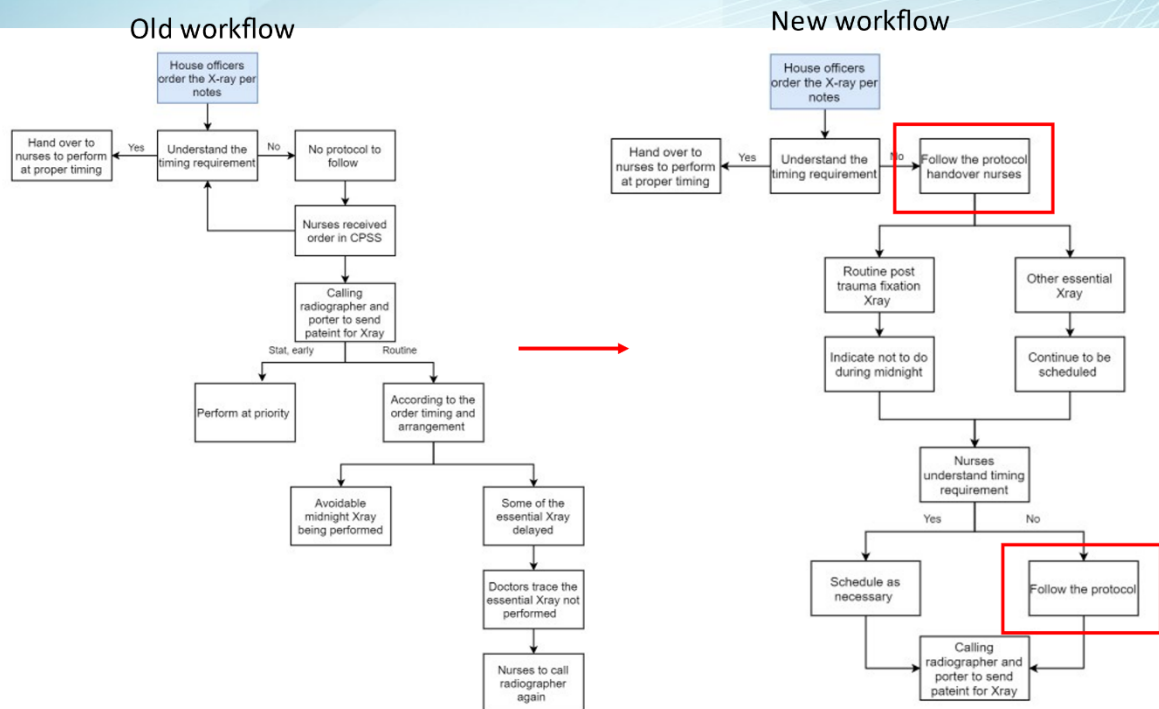 Old workflow
House officers
order the X-ray per
notes
Hand over to
nurses to perform
at proper timing
Yes
Understand the
timing requirement
No
No protocol to
follow
Nurses received
order in CPSS
Calling
radiographer and
porter to send
pateint for Xray
Stat, early
Routine
Perform at priority
According to the
order timing and
arrangement
Avoidable
midnight Xray
being performed
Some of the
essential Xray
delayed
Doctors trace the
essential Xray not
performed
Nurses to call
radiographer
again
New workflow
House officers
order the X-ray per
notes
Hand over to
nurses to perform
at proper timing
Yes
Understand the
timing requirement
No
Follow the protocol
handover nurses
Routine post
trauma fixation
Xray
Other essential
Xray
Indicate not to do
during midnight
Continue to be
scheduled
Nurses
understand timing
requirement
Yes
No
Schedule as
necessary
Follow the protocol
Calling
radiographer and
porter to send
pateint for Xray